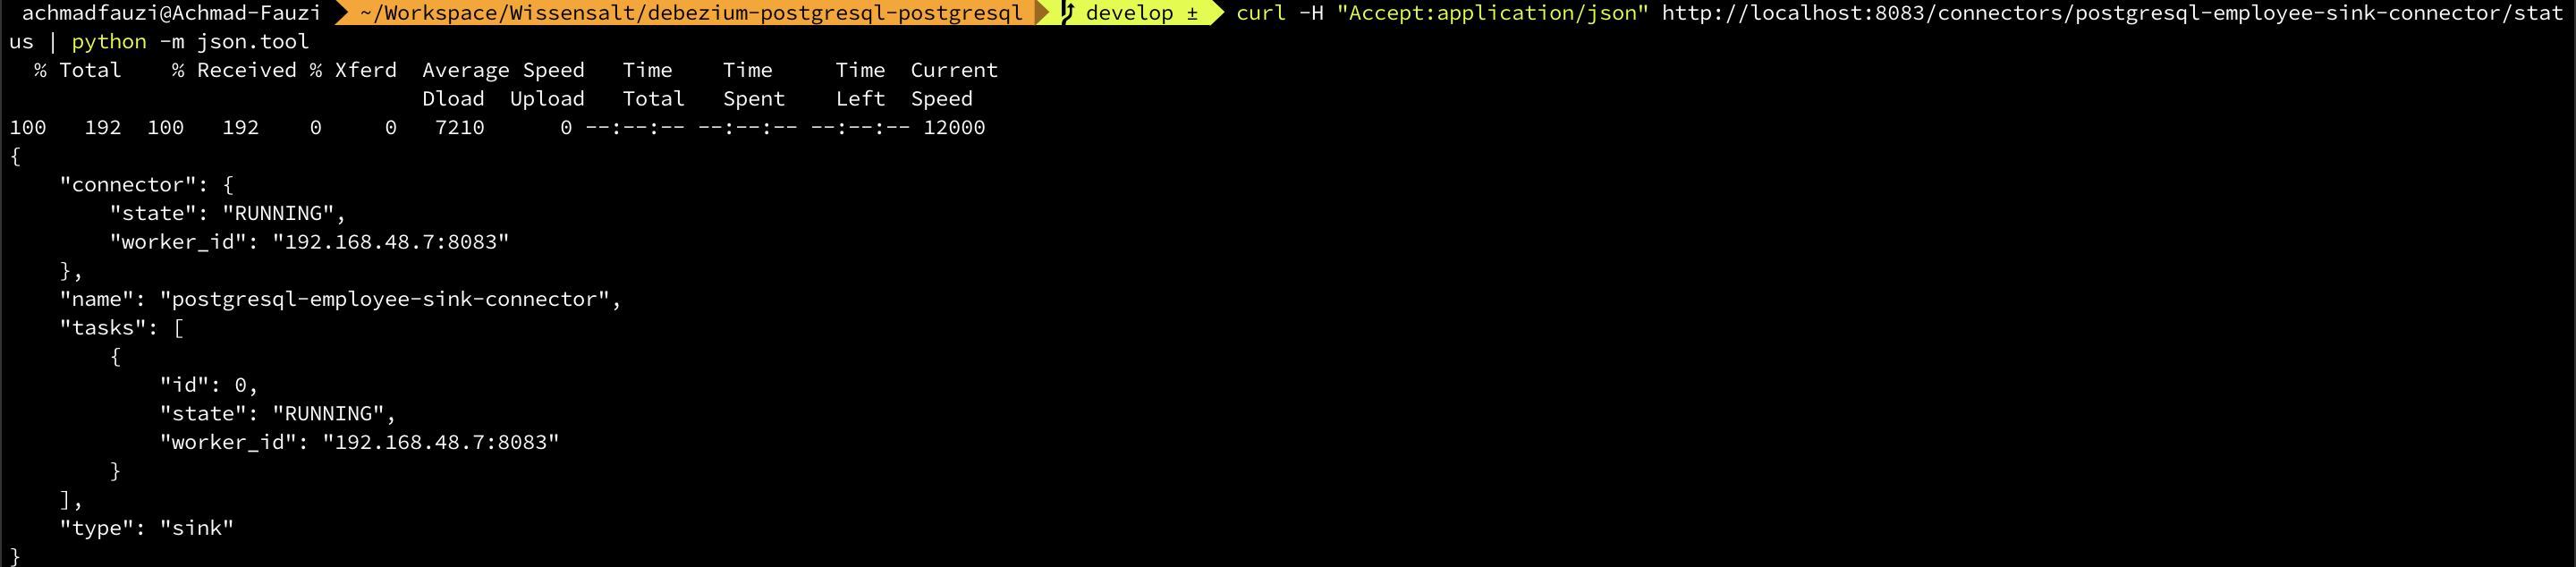 achmadfauzi@Achmad-Fauzi ~/Workspace/Wissensalt/debezium-postgresql-postgresql develop ± curl -H "Accept:application/json" http://localhost:8083/connectors/postgresql-employee-sink-connector/stat
us | python -m json.tool
  % Total    % Received % Xferd  Average Speed   Time    Time     Time  Current
                                 Dload  Upload   Total   Spent    Left  Speed
100   192  100   192    0     0   7210      0 --:--:-- --:--:-- --:--:-- 12000
{
    "connector": {
        "state": "RUNNING",
        "worker_id": "192.168.48.7:8083"
    },
    "name": "postgresql-employee-sink-connector",
    "tasks": [
        {
            "id": 0,
            "state": "RUNNING",
            "worker_id": "192.168.48.7:8083"
        }
    ],
    "type": "sink"
}